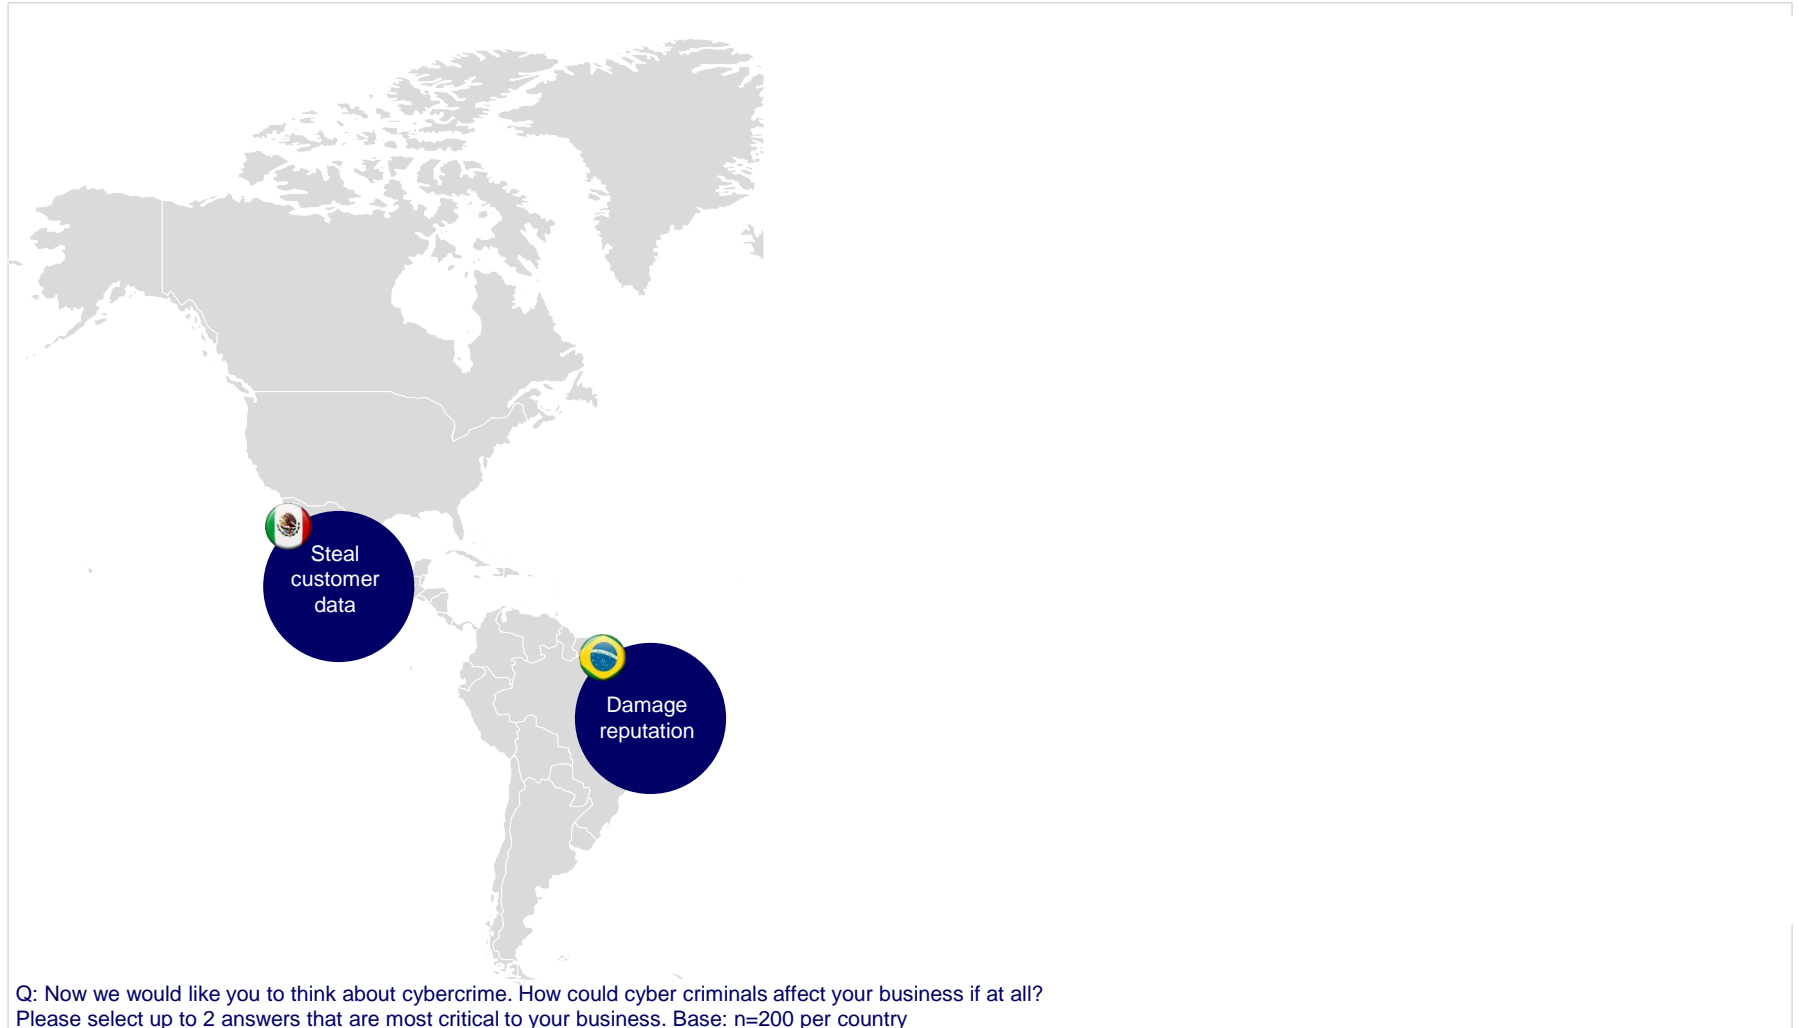 Steal
customer
data
Damage
reputation
Q: Now we would like you to think about cybercrime. How could cyber criminals affect your business if at all?
Please select up to 2 answers that are most critical to your business. Base: n=200 per country